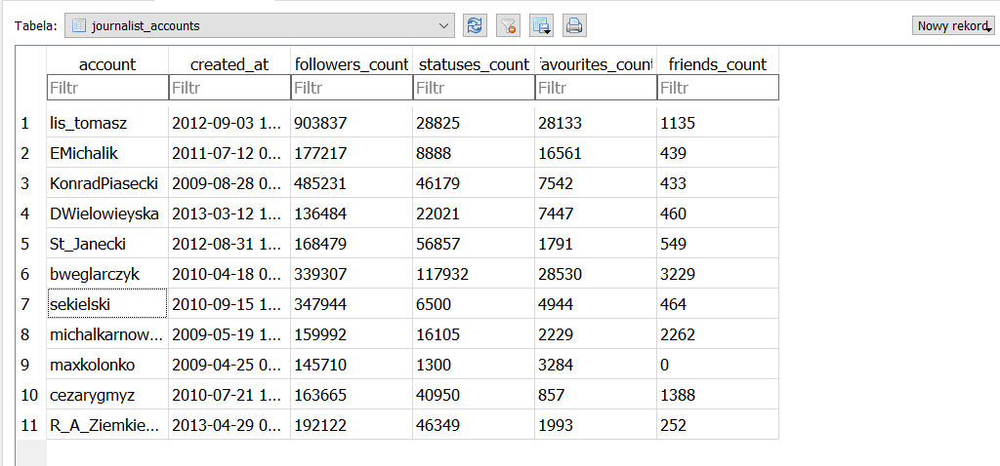 Tabela: journalist_accounts Nowy rekord
account created_at followers_count statuses_count favourites_count friends_count
Filtr Filtr Filtr Filtr Filtr Filtr
1 lis_tomasz 2012-09-03 1... 903837 28825 28133 1135
2 EMichalik 2011-07-12 0... 177217 8888 16561 439
3 KonradPiasecki 2009-08-28 0... 485231 46179 7542 433
4 DWielowieyska 2013-03-12 1... 136484 22021 7447 460
5 St_Janecki 2012-08-31 1... 168479 56857 1791 549
6 bweglarczyk 2010-04-18 0... 339307 117932 28530 3229
7 sekielski 2010-09-15 1... 347944 6500 4944 464
8 michalkarnow... 2009-05-19 1... 159992 16105 2229 2262
9 maxkolonko 2009-04-25 0... 145710 1300 3284 0
10 cezarygmyz 2010-07-21 1... 163665 40950 857 1388
11 R_A_Ziemkie... 2013-04-29 0... 192122 46349 1993 252